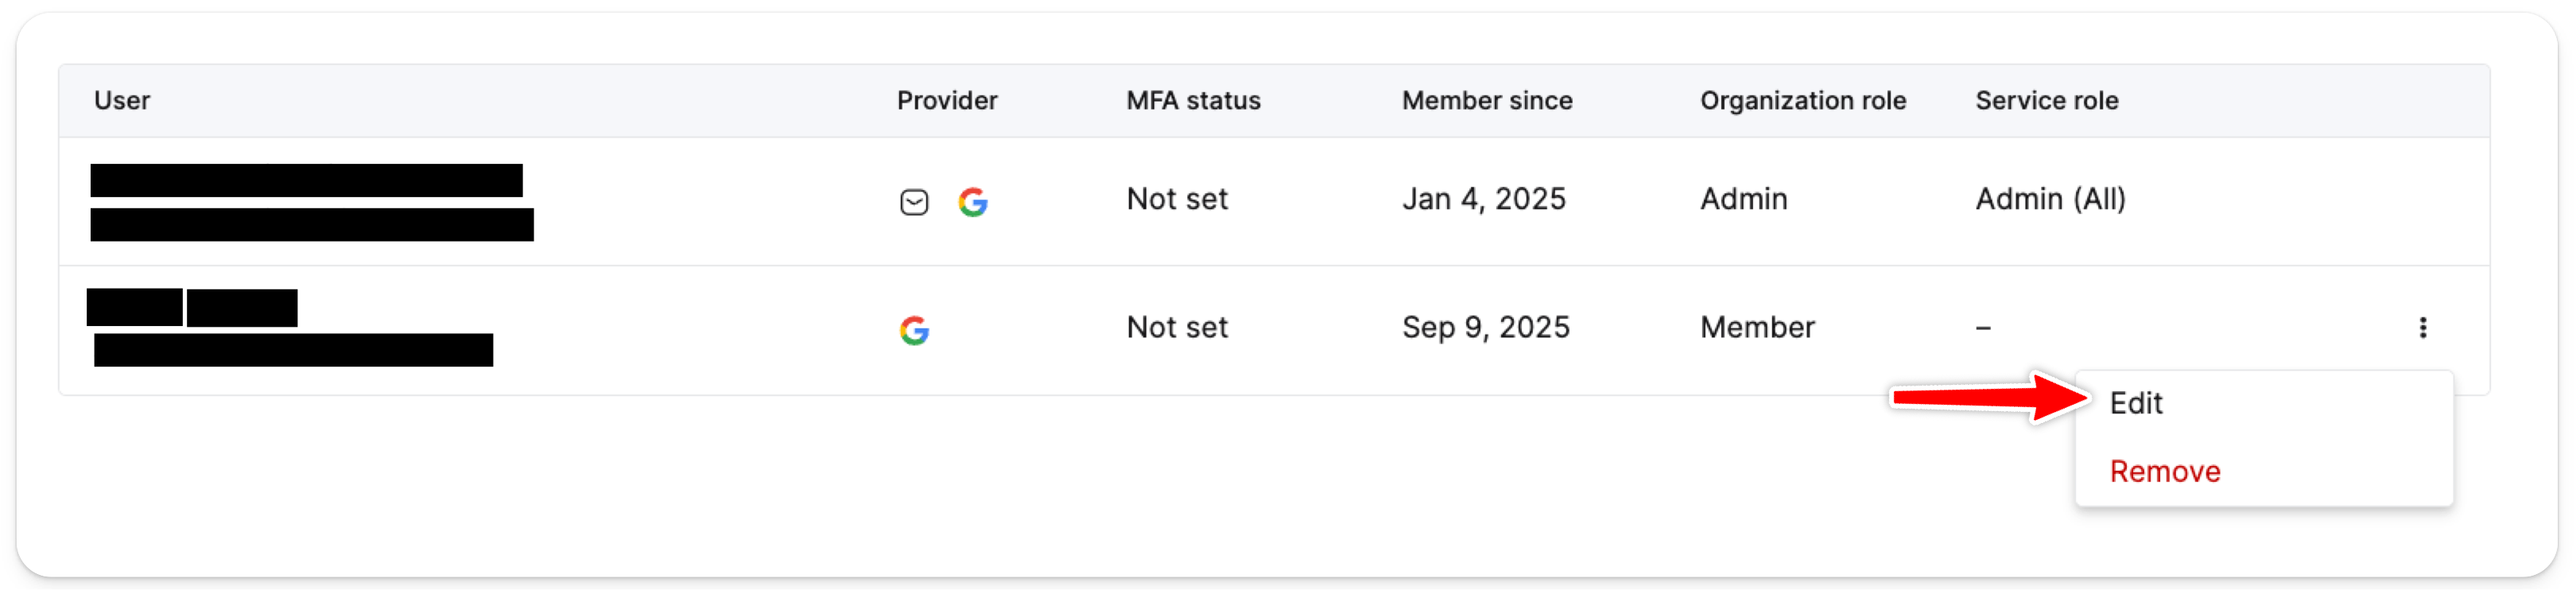 User Provider MFA status Member since Organization role Service role
Not set Jan 4, 2025 Admin Admin (All)
Not set Sep 9, 2025 Member –
Edit
Remove